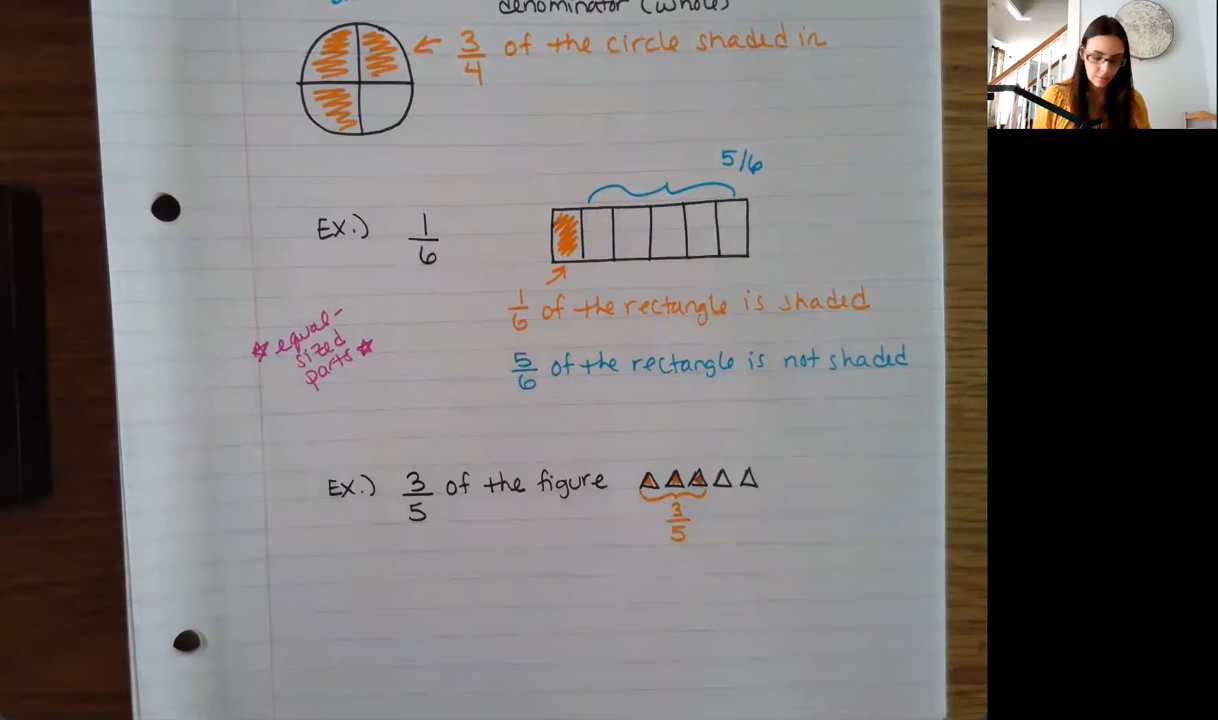 denominator (whole)
← 3/4 of the circle shaded in
5/6
Ex.) 1/6
1/6 of the rectangle is shaded
☆ equal-
sized
parts ☆
5/6 of the rectangle is not shaded
Ex.) 3/5 of the figure △△△△△
3/5